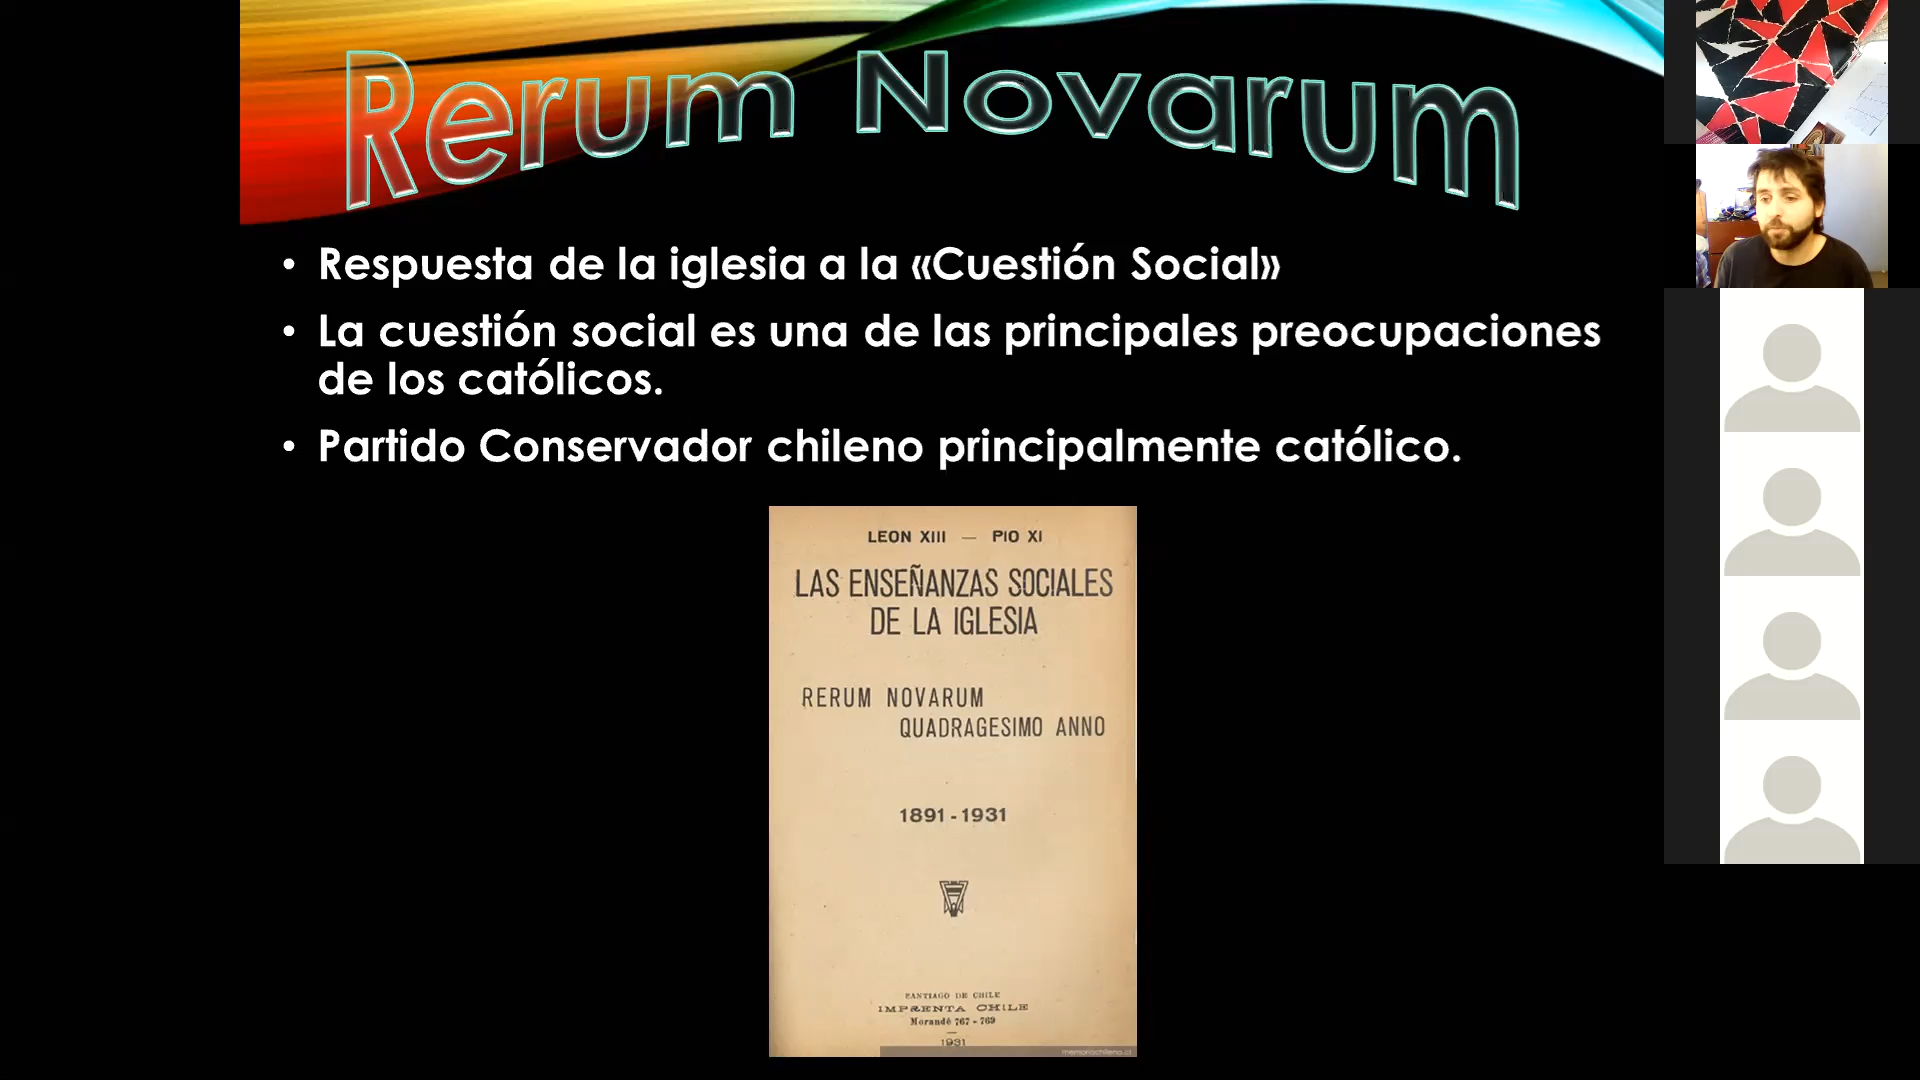 Rerum Novarum
• Respuesta de la iglesia a la «Cuestión Social»
• La cuestión social es una de las principales preocupaciones
de los católicos.
• Partido Conservador chileno principalmente católico.
LEON XIII — PIO XI
LAS ENSEÑANZAS SOCIALES
DE LA IGLESIA
RERUM NOVARUM
QUADRAGESIMO ANNO
1891 - 1931
SANTIAGO DE CHILE
IMPRENTA CHILE
Morandé 767 - 769
1931
memoriachilena.cl